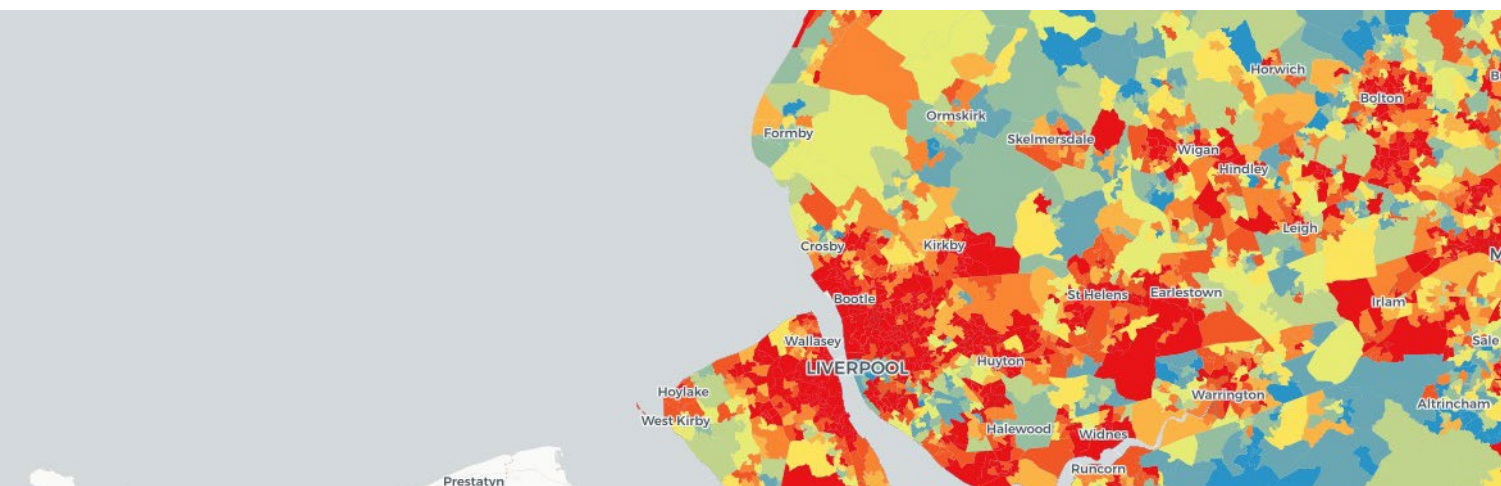 Horwich
Bolton
Ormskirk
Formby
Skelmersdale
Wigan
Hindley
Leigh
Crosby
Kirkby
Bootle
St Helens
Earlestown
Irlam
Wallasey
Sale
LIVERPOOL
Huyton
Hoylake
Warrington
Altrincham
West Kirby
Halewood
Widnes
Runcorn
Prestatyn